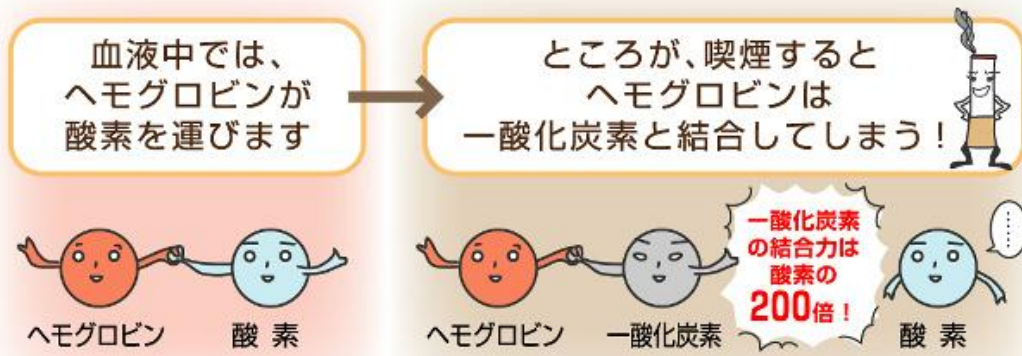 血液中では、
ヘモグロビンが
酸素を運びます
ところが、喫煙すると
ヘモグロビンは
一酸化炭素と結合してしまう！
ヘモグロビン
酸素
ヘモグロビン
一酸化炭素
一酸化炭素
の結合力は
酸素の
200倍！
酸素
……